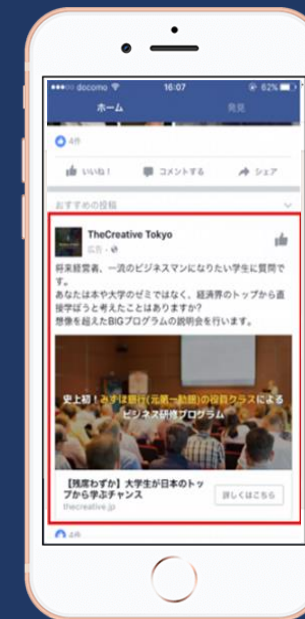 docomo 16:07 62%
ホーム 発見
4件
いいね！ コメントする シェア
おすすめの投稿
TheCreative Tokyo
広告
将来経営者、一流のビジネスマンになりたい学生に質問で
す。
あなたは本や大学のゼミではなく、経済界のトップから直
接学ぼうと考えたことはありますか?
想像を超えたBIGプログラムの説明会を行います。
史上初！みずほ銀行(元第一勧銀)の役員クラスによる
ビジネス研修プログラム
【残席わずか】大学生が日本のトッ
プから学ぶチャンス
詳しくはこちら
thecreative.jp
4件